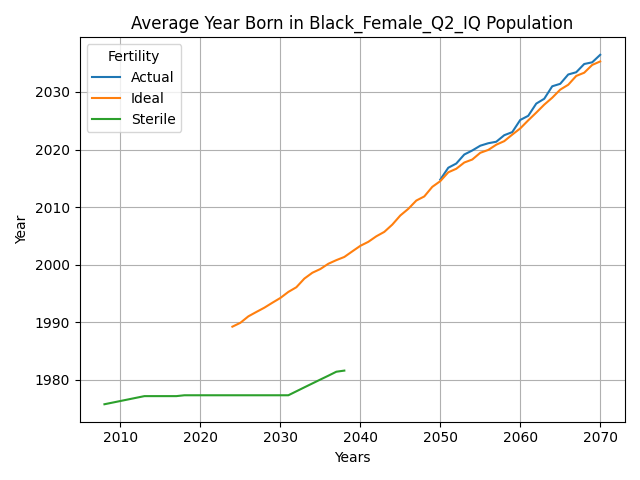 Average Year Born in Black_Female_Q2_IQ Population
Fertility
Actual
Ideal
Sterile
Year
2030
2020
2010
2000
1990
1980
2010 2020 2030 2040 2050 2060 2070
Years